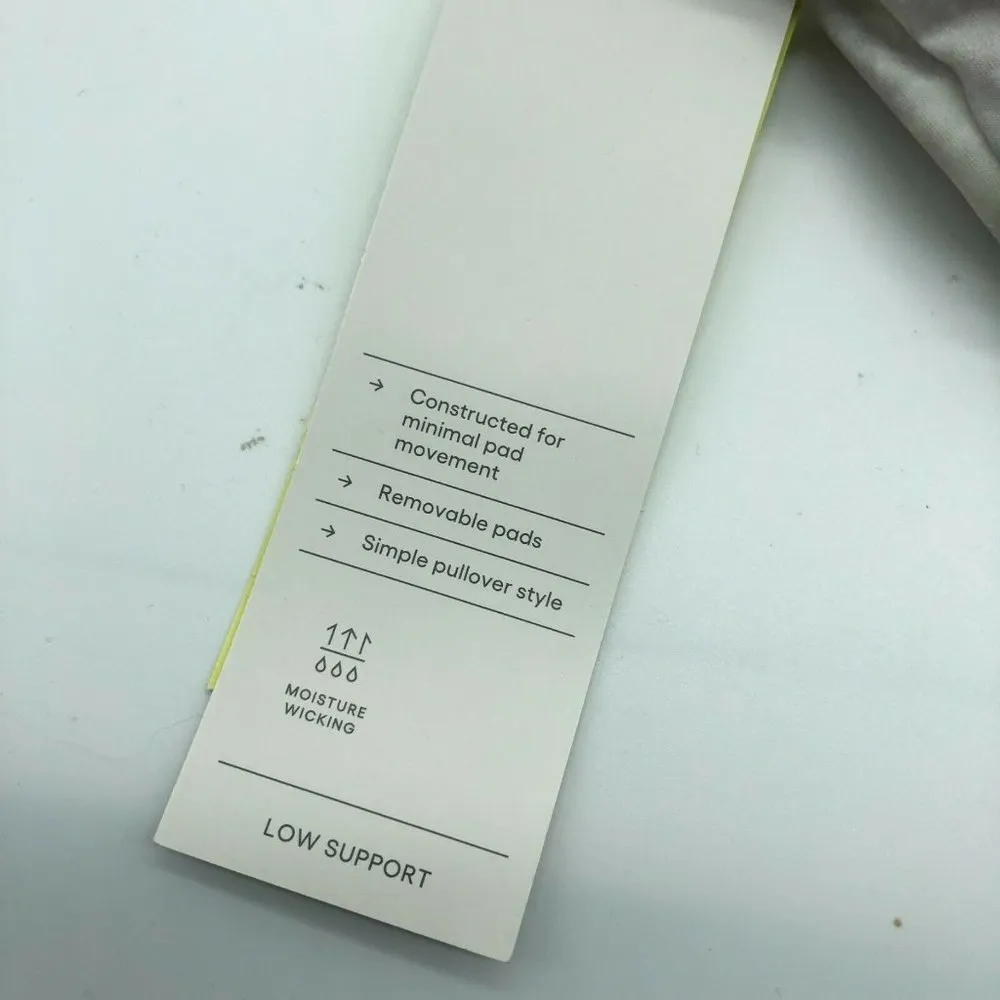 → Constructed for
minimal pad
movement
→ Removable pads
→ Simple pullover style
MOISTURE
WICKING
LOW SUPPORT